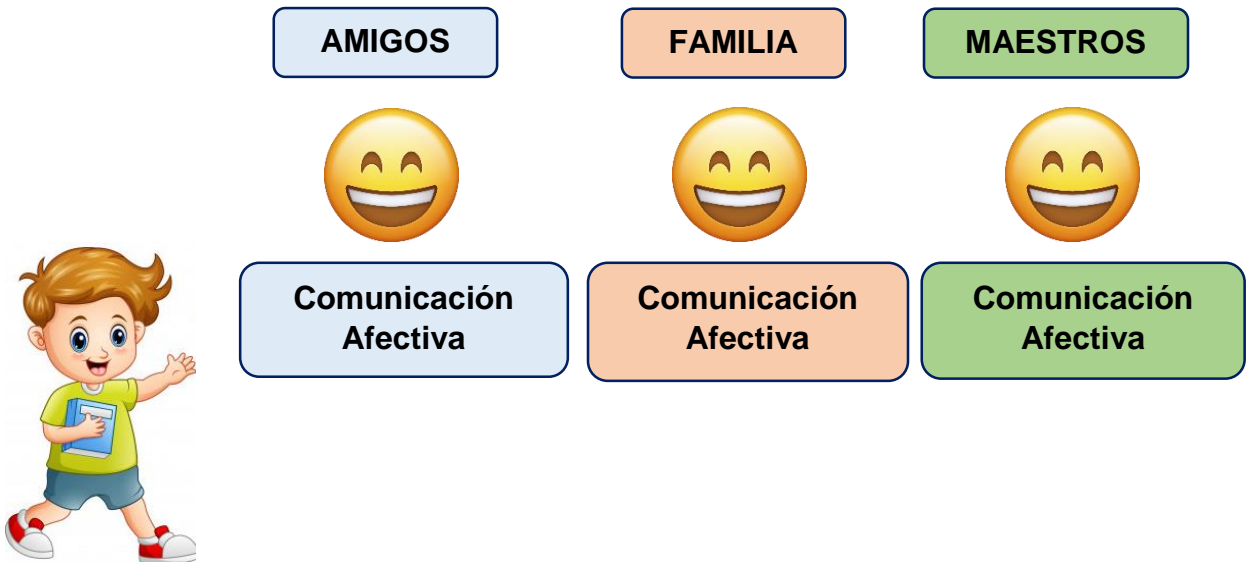 AMIGOS
FAMILIA
MAESTROS
Comunicación
Afectiva
Comunicación
Afectiva
Comunicación
Afectiva